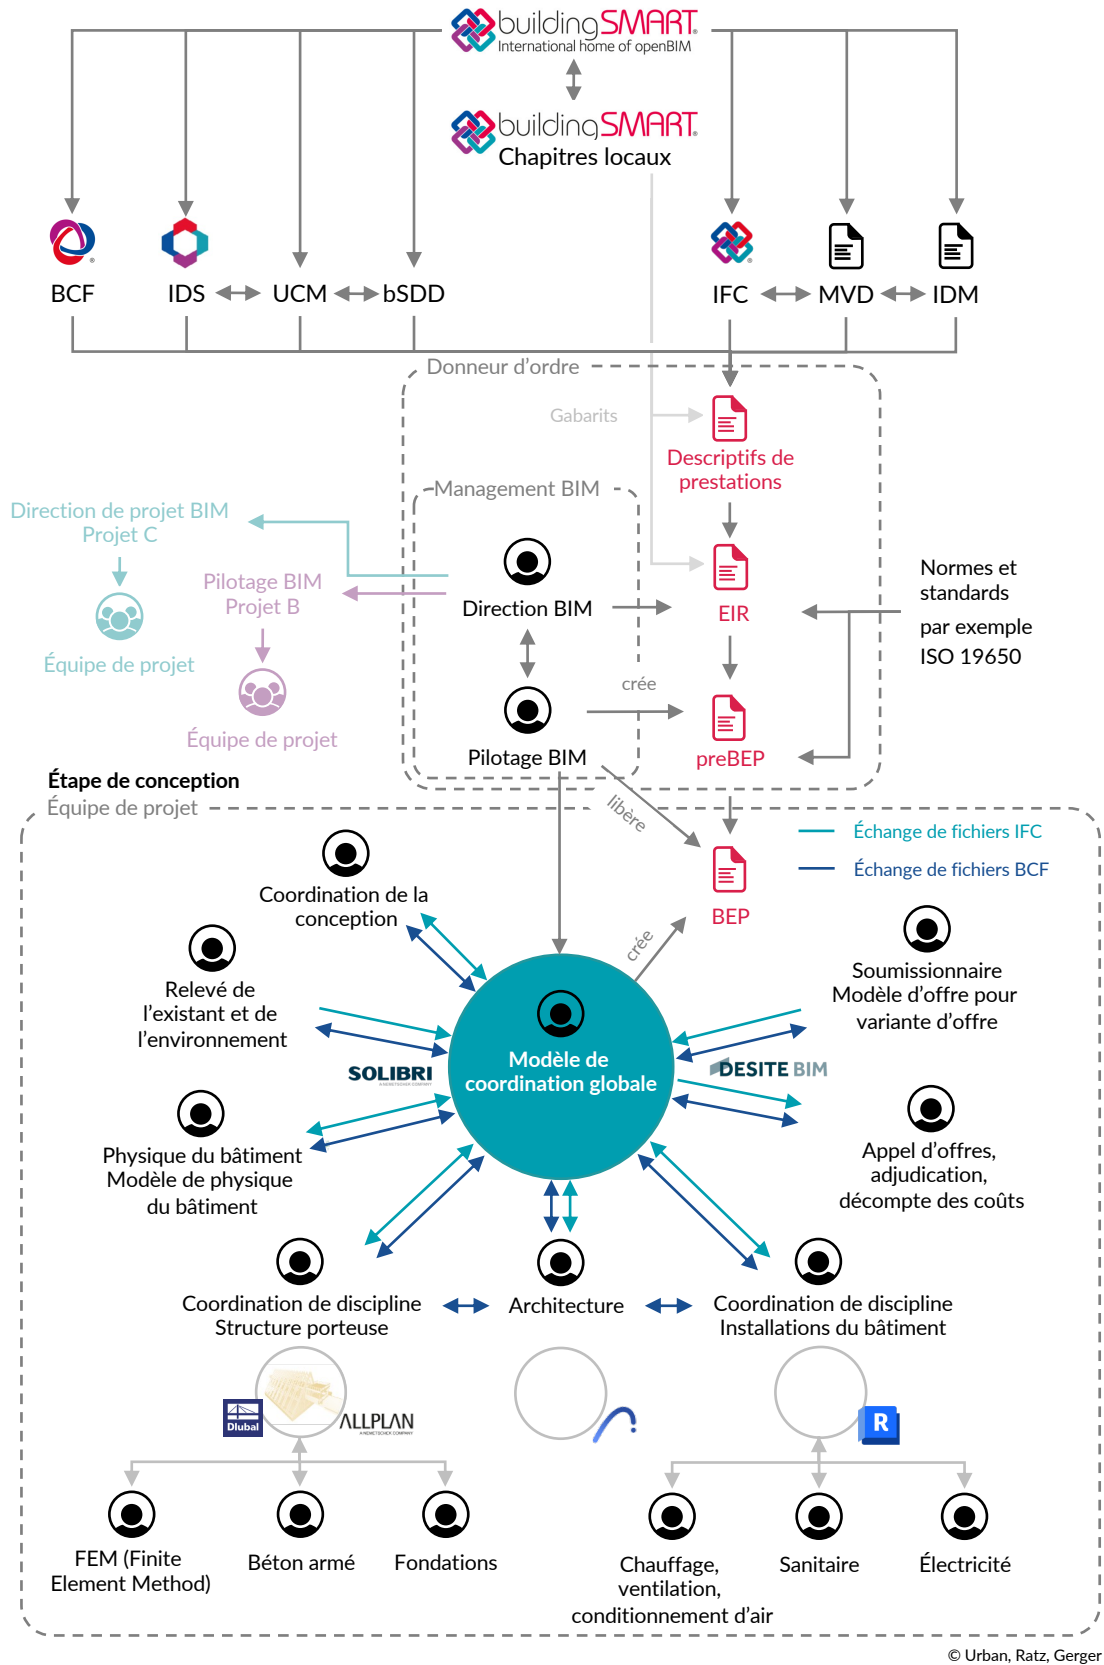 buildingSMART®
International home of openBIM
buildingSMART®
Chapitres locaux
BCF
IDS
UCM
bSDD
IFC
MVD
IDM
Donneur d'ordre
Gabarits
Descriptifs de
prestations
Management BIM
Direction de projet BIM
Projet C
Équipe de projet
Pilotage BIM
Projet B
Équipe de projet
Direction BIM
EIR
Normes et
standards
par exemple
ISO 19650
crée
Pilotage BIM
preBEP
Étape de conception
Équipe de projet
libère
Échange de fichiers IFC
Échange de fichiers BCF
BEP
crée
Coordination de la
conception
Relevé de
l'existant et de
l'environnement
Soumissionnaire
Modèle d'offre pour
variante d'offre
Modèle de
coordination globale
SOLIBRI
A NEMETSCHEK COMPANY
DESITE BIM
Physique du bâtiment
Modèle de physique
du bâtiment
Appel d'offres,
adjudication,
décompte des coûts
Coordination de discipline
Structure porteuse
Architecture
Coordination de discipline
Installations du bâtiment
Dlubal
ALLPLAN
A NEMETSCHEK COMPANY
R
FEM (Finite
Element Method)
Béton armé
Fondations
Chauffage,
ventilation,
conditionnement d'air
Sanitaire
Électricité
© Urban, Ratz, Gerger